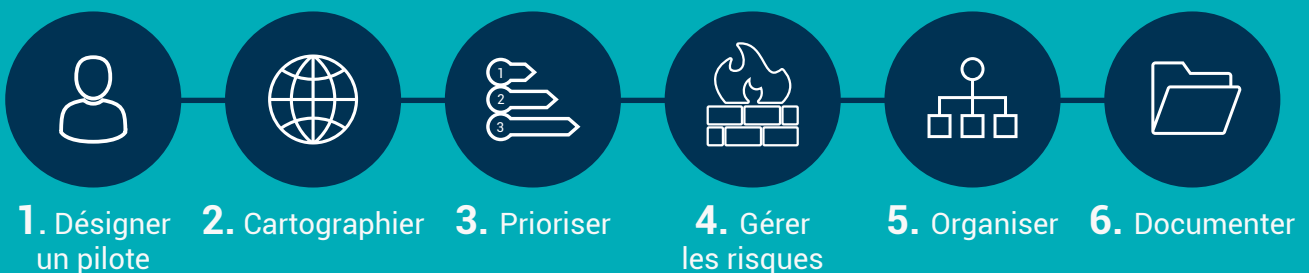 1
2
3
1. Désigner
un pilote
2. Cartographier
3. Prioriser
4. Gérer
les risques
5. Organiser
6. Documenter